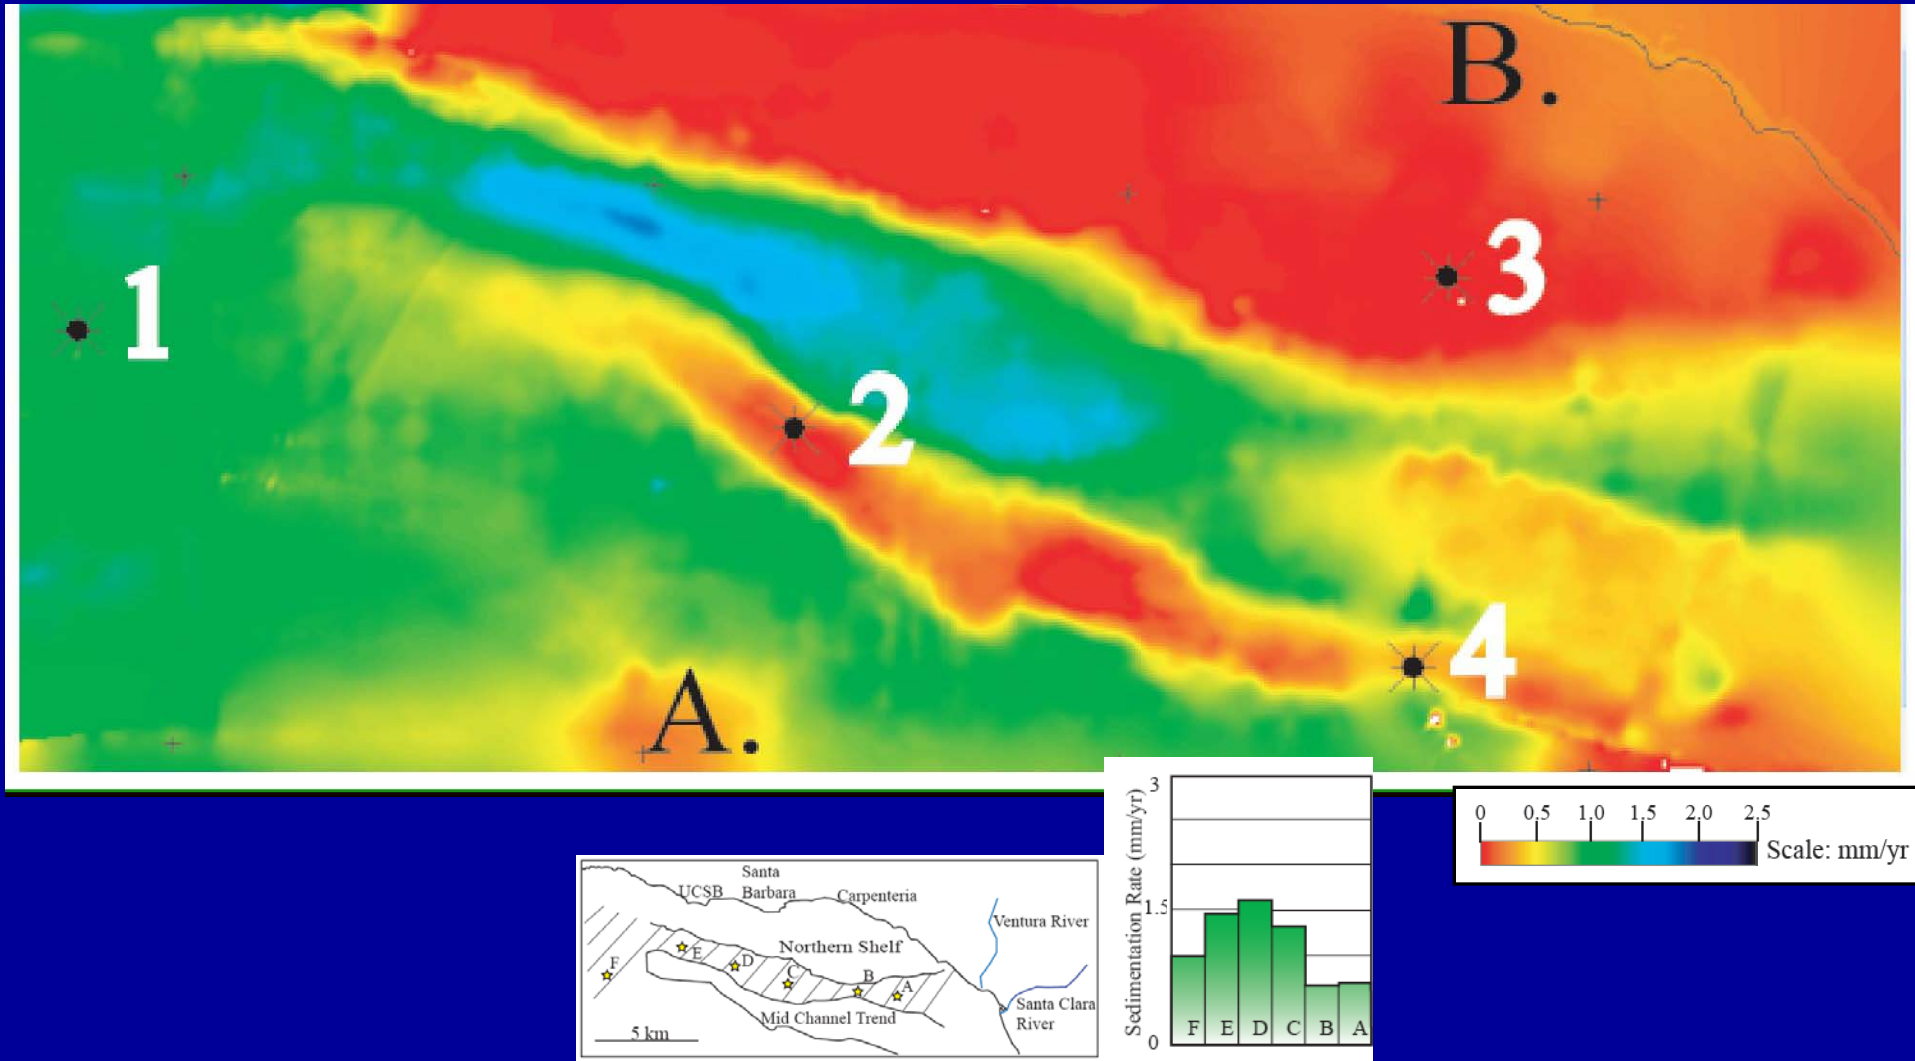 B.
1
2
3
4
A.
0 0.5 1.0 1.5 2.0 2.5
Scale: mm/yr
Santa
Barbara
UCSB
Carpenteria
Ventura River
Northern Shelf
E
D
F
C
B
A
Santa Clara
River
Mid Channel Trend
5 km
Sedimentation Rate (mm/yr)
3
1.5
0
F E D C B A